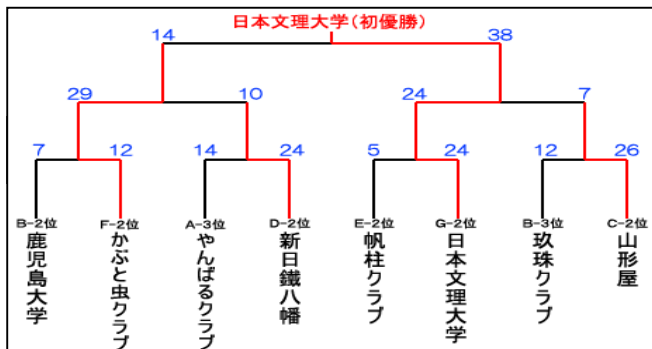 日本文理大学(初優勝)
14 38
29 10 24 7
7 12 14 24 5 24 12 26
B-2位 F-2位 A-3位 D-2位 E-2位 G-2位 B-3位 C-2位
鹿児島大学
かぶと虫クラブ
やんばるクラブ
新日鐵八幡
帆柱クラブ
日本文理大学
玖珠クラブ
山形屋